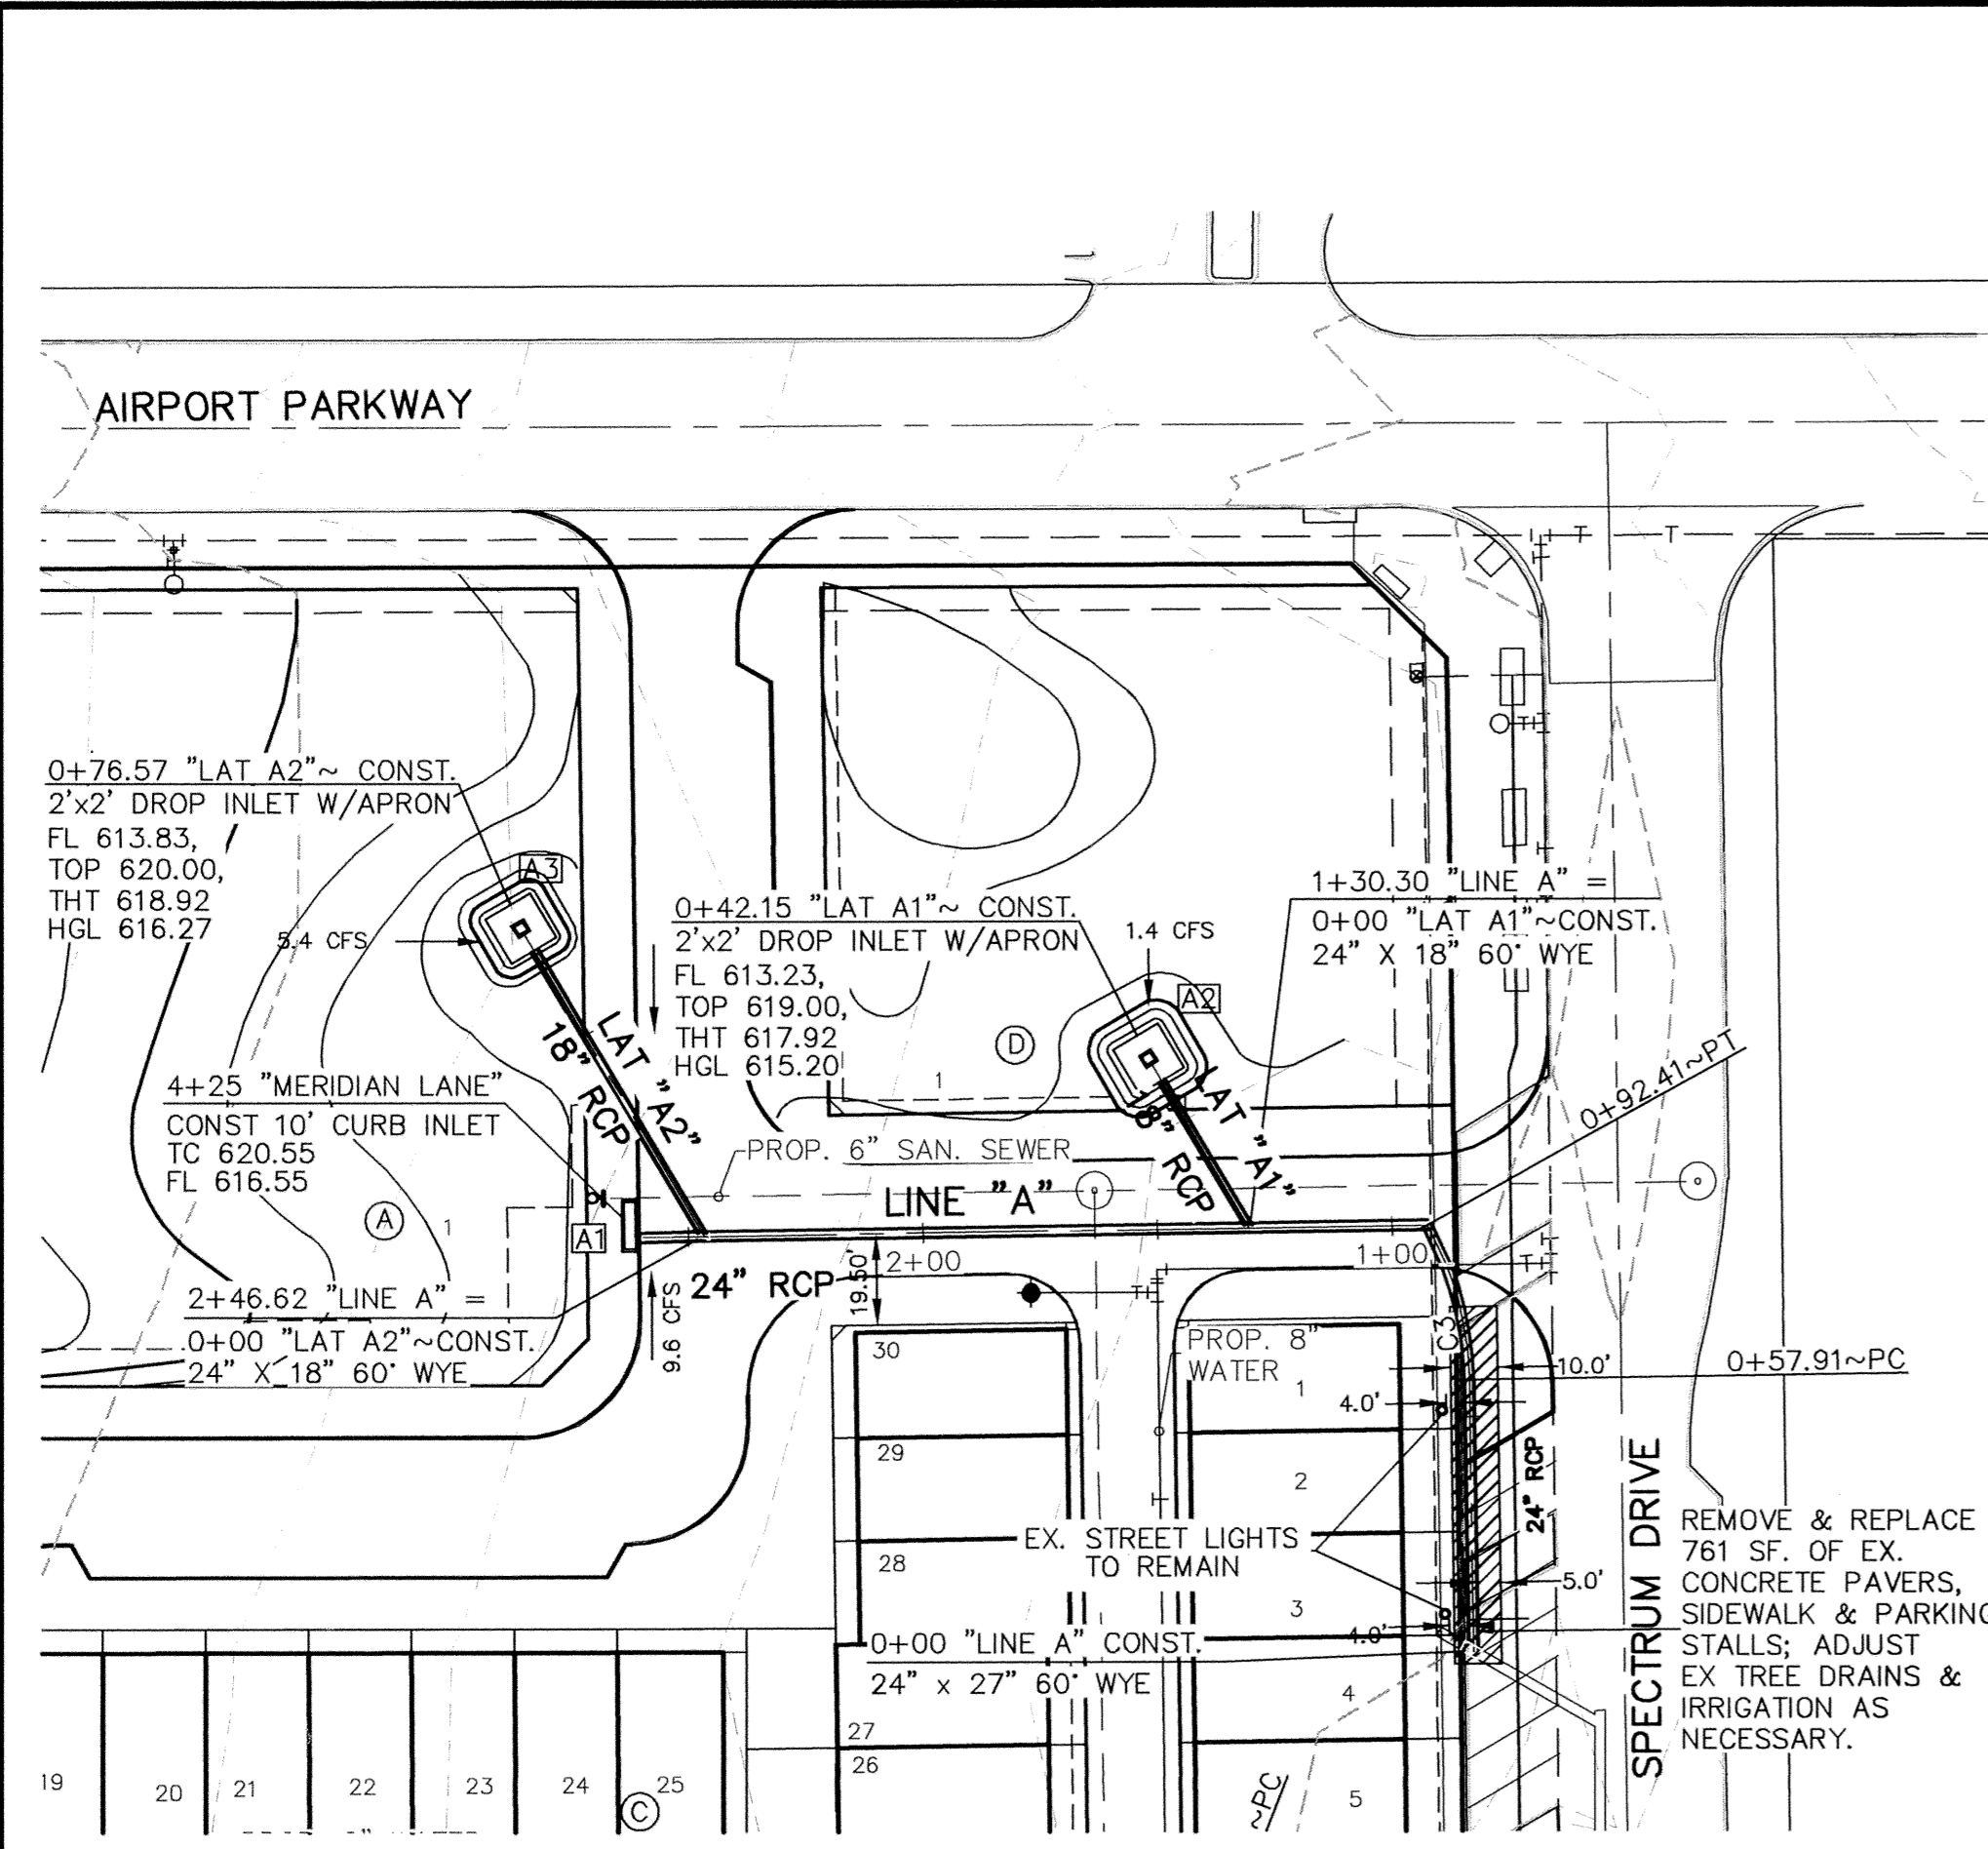 AIRPORT PARKWAY
T
T
0+76.57 "LAT A2"~ CONST.
2'x2' DROP INLET W/APRON
FL 613.83,
TOP 620.00,
THT 618.92
HGL 616.27
5.4 CFS
A3
0+42.15 "LAT A1"~ CONST.
2'x2' DROP INLET W/APRON
FL 613.23,
TOP 619.00,
THT 617.92
HGL 615.20
1.4 CFS
A2
1+30.30 "LINE A" =
0+00 "LAT A1"~CONST.
24" X 18" 60° WYE
LAT "A2"
18" RCP
LAT "A1"
18" RCP
D
1
0+92.41~PT
4+25 "MERIDIAN LANE"
CONST 10' CURB INLET
TC 620.55
FL 616.55
PROP. 6" SAN. SEWER
LINE "A"
A
1
A1
2+00
1+00
24" RCP
19.50'
9.6 CFS
2+46.62 "LINE A" =
0+00 "LAT A2"~CONST.
24" X 18" 60° WYE
C3
PROP. 8"
WATER
10.0'
0+57.91~PC
4.0'
30
29
28
27
26
1
2
3
4
5
24" RCP
SPECTRUM DRIVE
EX. STREET LIGHTS
TO REMAIN
5.0'
4.0'
0+00 "LINE A" CONST.
24" x 27" 60° WYE
REMOVE & REPLACE
761 SF. OF EX.
CONCRETE PAVERS,
SIDEWALK & PARKING
STALLS; ADJUST
EX TREE DRAINS &
IRRIGATION AS
NECESSARY.
19
20
21
22
23
24
25
C
~PC